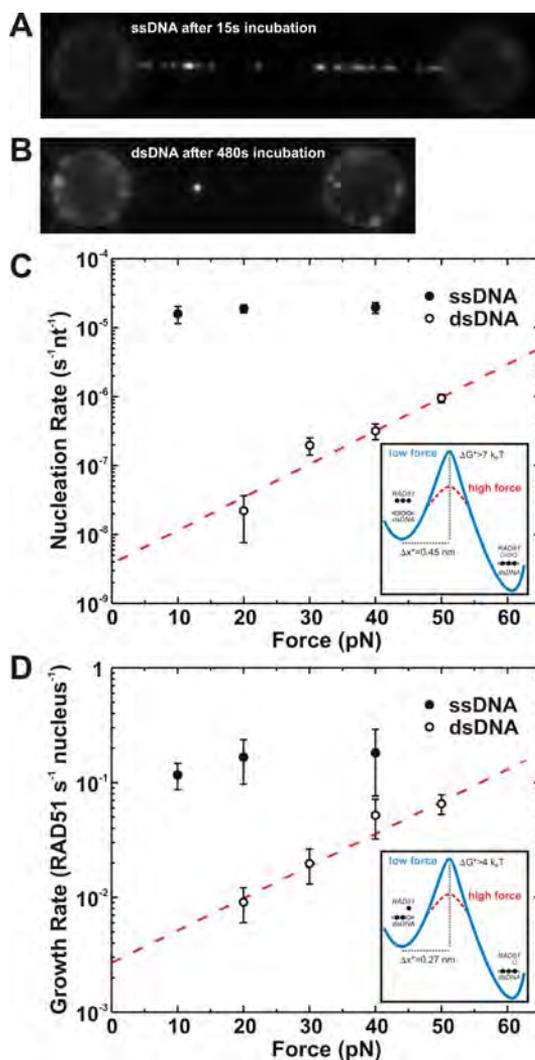 A
ssDNA after 15s incubation
B
dsDNA after 480s incubation
C
Nucleation Rate (s⁻¹nt⁻¹)
10⁻⁴
10⁻⁵
10⁻⁶
10⁻⁷
10⁻⁸
10⁻⁹
ssDNA
dsDNA
low force
ΔG*>7 kBT
high force
RAD51
dsDNA
Δx*=0.45 nm
RAD51
dsDNA
0 10 20 30 40 50 60
Force (pN)
D
Growth Rate (RAD51 s⁻¹ nucleus⁻¹)
1
10⁻¹
10⁻²
10⁻³
ssDNA
dsDNA
low force
ΔG*>4 kBT
high force
RAD51
dsDNA
Δx*=0.27 nm
RAD51
dsDNA
0 10 20 30 40 50 60
Force (pN)